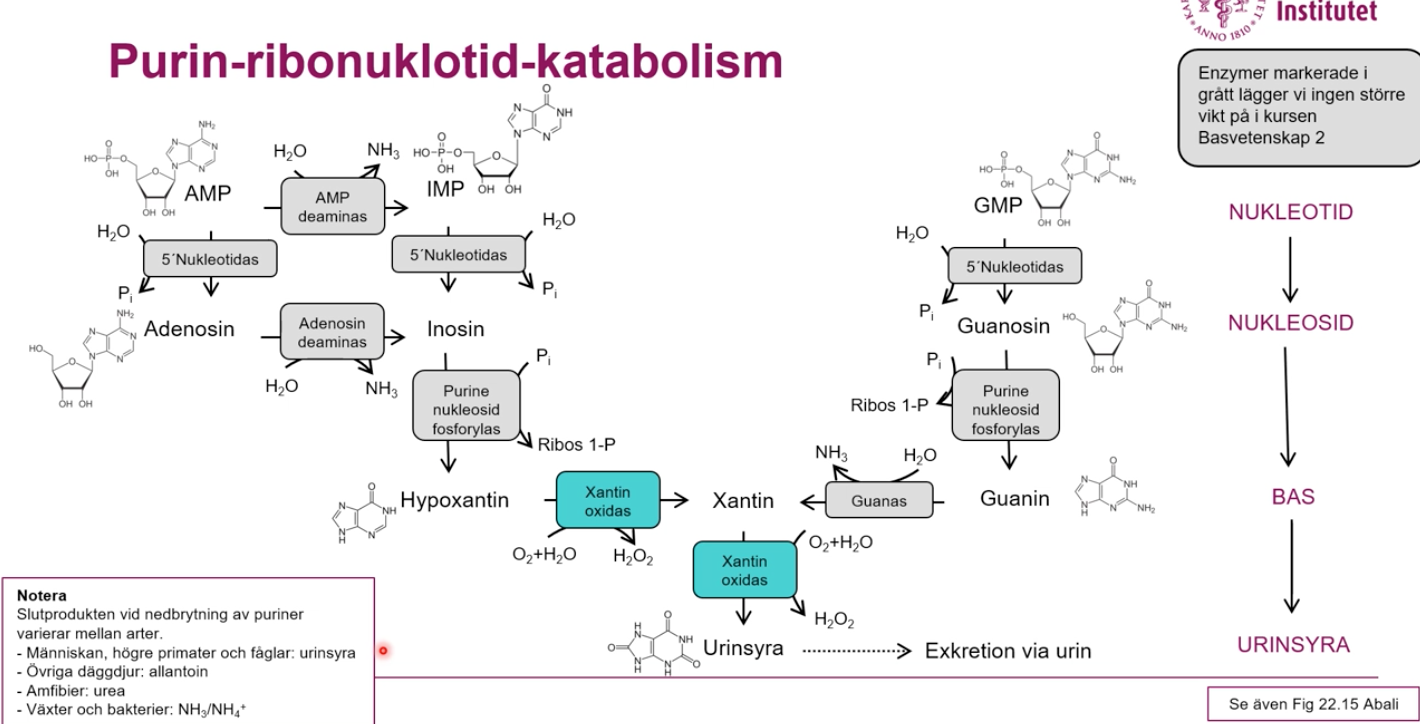 Institutet
ANNO 1810
Purin-ribonuklotid-katabolism
Enzymer markerade i
grått lägger vi ingen större
vikt på i kursen
Basvetenskap 2
AMP
H₂O
NH₃
AMP
deaminas
IMP
GMP
NUKLEOTID
H₂O
5´Nukleotidas
Pᵢ
H₂O
5´Nukleotidas
Pᵢ
H₂O
5´Nukleotidas
Pᵢ
Adenosin
Adenosin
deaminas
H₂O
NH₃
Inosin
Guanosin
NUKLEOSID
Pᵢ
Purine
nukleosid
fosforylas
Ribos 1-P
Pᵢ
Purine
nukleosid
fosforylas
Ribos 1-P
Hypoxantin
Xantin
oxidas
O₂+H₂O
H₂O₂
Xantin
NH₃
H₂O
Guanas
Guanin
BAS
Xantin
oxidas
O₂+H₂O
H₂O₂
Urinsyra
Exkretion via urin
URINSYRA
Notera
Slutprodukten vid nedbrytning av puriner
varierar mellan arter.
- Människan, högre primater och fåglar: urinsyra
- Övriga däggdjur: allantoin
- Amfibier: urea
- Växter och bakterier: NH₃/NH₄⁺
Se även Fig 22.15 Abali